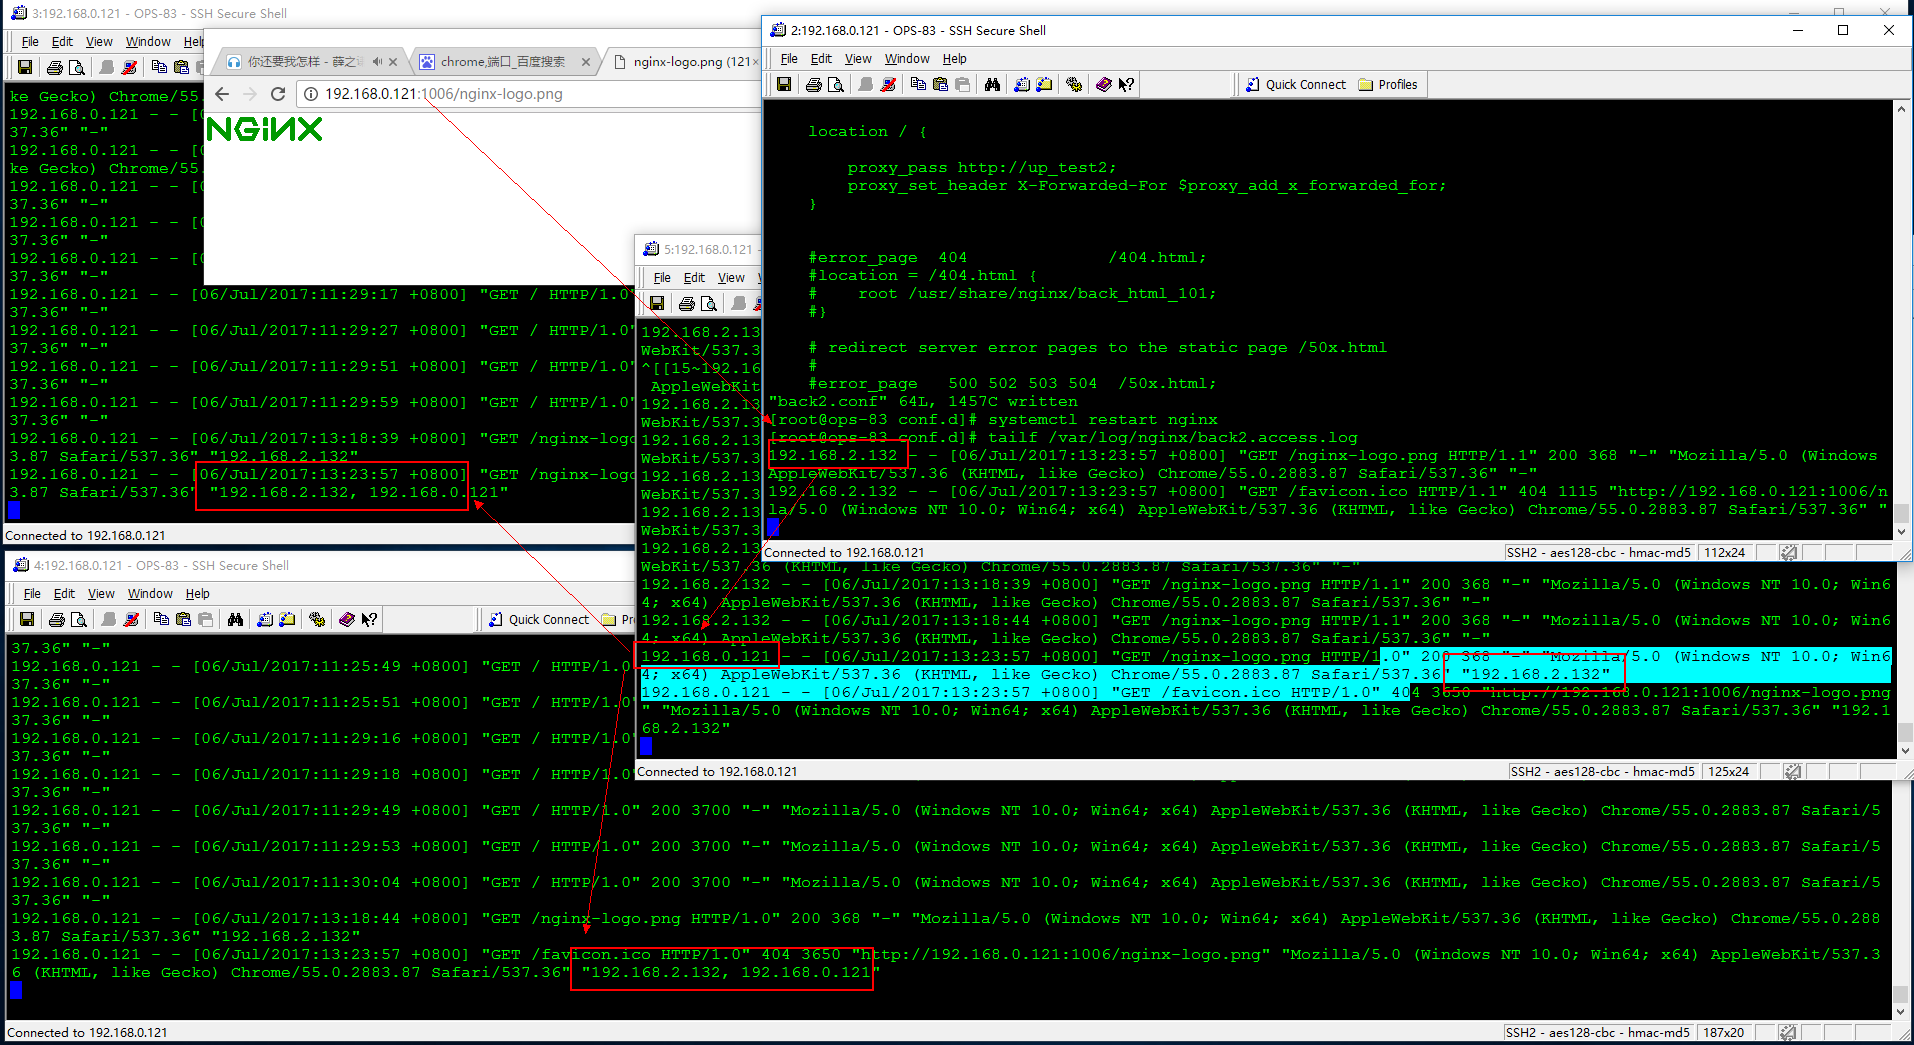 3:192.168.0.121 - OPS-83 - SSH Secure Shell
File Edit View Window Help
你还要我怎样 - 薛之
chrome,端口_百度搜索
nginx-logo.png (121×
192.168.0.121:1006/nginx-logo.png
NGiNX
ke Gecko) Chrome/55.
192.168.0.121 - - [0
37.36" "-"
192.168.0.121 - - [0
ke Gecko) Chrome/55.
192.168.0.121 - - [0
37.36" "-"
192.168.0.121 - - [0
37.36" "-"
192.168.0.121 - - [0
37.36" "-"
192.168.0.121 - - [06/Jul/2017:11:29:17 +0800] "GET / HTTP/1.0"
37.36" "-"
192.168.0.121 - - [06/Jul/2017:11:29:27 +0800] "GET / HTTP/1.0"
37.36" "-"
192.168.0.121 - - [06/Jul/2017:11:29:51 +0800] "GET / HTTP/1.0"
37.36" "-"
192.168.0.121 - - [06/Jul/2017:11:29:59 +0800] "GET / HTTP/1.0"
37.36" "-"
192.168.0.121 - - [06/Jul/2017:13:18:39 +0800] "GET /nginx-logo
3.87 Safari/537.36" "192.168.2.132"
192.168.0.121 - - [06/Jul/2017:13:23:57 +0800] "GET /nginx-logo
3.87 Safari/537.36" "192.168.2.132, 192.168.0.121"
Connected to 192.168.0.121
2:192.168.0.121 - OPS-83 - SSH Secure Shell
File Edit View Window Help
Quick Connect Profiles
location / {
proxy_pass http://up_test2;
proxy_set_header X-Forwarded-For $proxy_add_x_forwarded_for;
}
#error_page 404 /404.html;
#location = /404.html {
# root /usr/share/nginx/back_html_101;
#}
# redirect server error pages to the static page /50x.html
#
#error_page 500 502 503 504 /50x.html;
"back2.conf" 64L, 1457C written
[root@ops-83 conf.d]# systemctl restart nginx
[root@ops-83 conf.d]# tailf /var/log/nginx/back2.access.log
192.168.2.132 - - [06/Jul/2017:13:23:57 +0800] "GET /nginx-logo.png HTTP/1.1" 200 368 "-" "Mozilla/5.0 (Windows
AppleWebKit/537.36 (KHTML, like Gecko) Chrome/55.0.2883.87 Safari/537.36" "-"
192.168.2.132 - - [06/Jul/2017:13:23:57 +0800] "GET /favicon.ico HTTP/1.1" 404 1115 "http://192.168.0.121:1006/n
la/5.0 (Windows NT 10.0; Win64; x64) AppleWebKit/537.36 (KHTML, like Gecko) Chrome/55.0.2883.87 Safari/537.36" "
Connected to 192.168.0.121
SSH2 - aes128-cbc - hmac-md5 112x24
5:192.168.0.121 -
File Edit View
192.168.2.13
WebKit/537.3
^[[15~192.16
AppleWebKit
192.168.2.13
WebKit/537.3
192.168.2.13
WebKit/537.3
192.168.2.13
WebKit/537.3
192.168.2.13
WebKit/537.3
192.168.2.13
WebKit/537.36 (KHTML, like Gecko) Chrome/55.0.2883.87 Safari/537.36" "-"
192.168.2.132 - - [06/Jul/2017:13:18:39 +0800] "GET /nginx-logo.png HTTP/1.1" 200 368 "-" "Mozilla/5.0 (Windows NT 10.0; Win6
4; x64) AppleWebKit/537.36 (KHTML, like Gecko) Chrome/55.0.2883.87 Safari/537.36" "-"
192.168.2.132 - - [06/Jul/2017:13:18:44 +0800] "GET /nginx-logo.png HTTP/1.1" 200 368 "-" "Mozilla/5.0 (Windows NT 10.0; Win6
4; x64) AppleWebKit/537.36 (KHTML, like Gecko) Chrome/55.0.2883.87 Safari/537.36" "-"
192.168.0.121 - - [06/Jul/2017:13:23:57 +0800] "GET /nginx-logo.png HTTP/1.0" 200 368 "-" "Mozilla/5.0 (Windows NT 10.0; Win6
4; x64) AppleWebKit/537.36 (KHTML, like Gecko) Chrome/55.0.2883.87 Safari/537.36" "192.168.2.132"
192.168.0.121 - - [06/Jul/2017:13:23:57 +0800] "GET /favicon.ico HTTP/1.0" 404 3650 "http://192.168.0.121:1006/nginx-logo.png
" "Mozilla/5.0 (Windows NT 10.0; Win64; x64) AppleWebKit/537.36 (KHTML, like Gecko) Chrome/55.0.2883.87 Safari/537.36" "192.1
68.2.132"
Connected to 192.168.0.121
SSH2 - aes128-cbc - hmac-md5 125x24
4:192.168.0.121 - OPS-83 - SSH Secure Shell
File Edit View Window Help
Quick Connect Pr
37.36" "-"
192.168.0.121 - - [06/Jul/2017:11:25:49 +0800] "GET / HTTP/1.0"
37.36" "-"
192.168.0.121 - - [06/Jul/2017:11:25:51 +0800] "GET / HTTP/1.0"
37.36" "-"
192.168.0.121 - - [06/Jul/2017:11:29:16 +0800] "GET / HTTP/1.0"
37.36" "-"
192.168.0.121 - - [06/Jul/2017:11:29:18 +0800] "GET / HTTP/1.0"
37.36" "-"
192.168.0.121 - - [06/Jul/2017:11:29:49 +0800] "GET / HTTP/1.0" 200 3700 "-" "Mozilla/5.0 (Windows NT 10.0; Win64; x64) AppleWebKit/537.36 (KHTML, like Gecko) Chrome/55.0.2883.87 Safari/5
37.36" "-"
192.168.0.121 - - [06/Jul/2017:11:29:53 +0800] "GET / HTTP/1.0" 200 3700 "-" "Mozilla/5.0 (Windows NT 10.0; Win64; x64) AppleWebKit/537.36 (KHTML, like Gecko) Chrome/55.0.2883.87 Safari/5
37.36" "-"
192.168.0.121 - - [06/Jul/2017:11:30:04 +0800] "GET / HTTP/1.0" 200 3700 "-" "Mozilla/5.0 (Windows NT 10.0; Win64; x64) AppleWebKit/537.36 (KHTML, like Gecko) Chrome/55.0.2883.87 Safari/5
37.36" "-"
192.168.0.121 - - [06/Jul/2017:13:18:44 +0800] "GET /nginx-logo.png HTTP/1.0" 200 368 "-" "Mozilla/5.0 (Windows NT 10.0; Win64; x64) AppleWebKit/537.36 (KHTML, like Gecko) Chrome/55.0.288
3.87 Safari/537.36" "192.168.2.132"
192.168.0.121 - - [06/Jul/2017:13:23:57 +0800] "GET /favicon.ico HTTP/1.0" 404 3650 "http://192.168.0.121:1006/nginx-logo.png" "Mozilla/5.0 (Windows NT 10.0; Win64; x64) AppleWebKit/537.3
6 (KHTML, like Gecko) Chrome/55.0.2883.87 Safari/537.36" "192.168.2.132, 192.168.0.121"
Connected to 192.168.0.121
SSH2 - aes128-cbc - hmac-md5 187x20